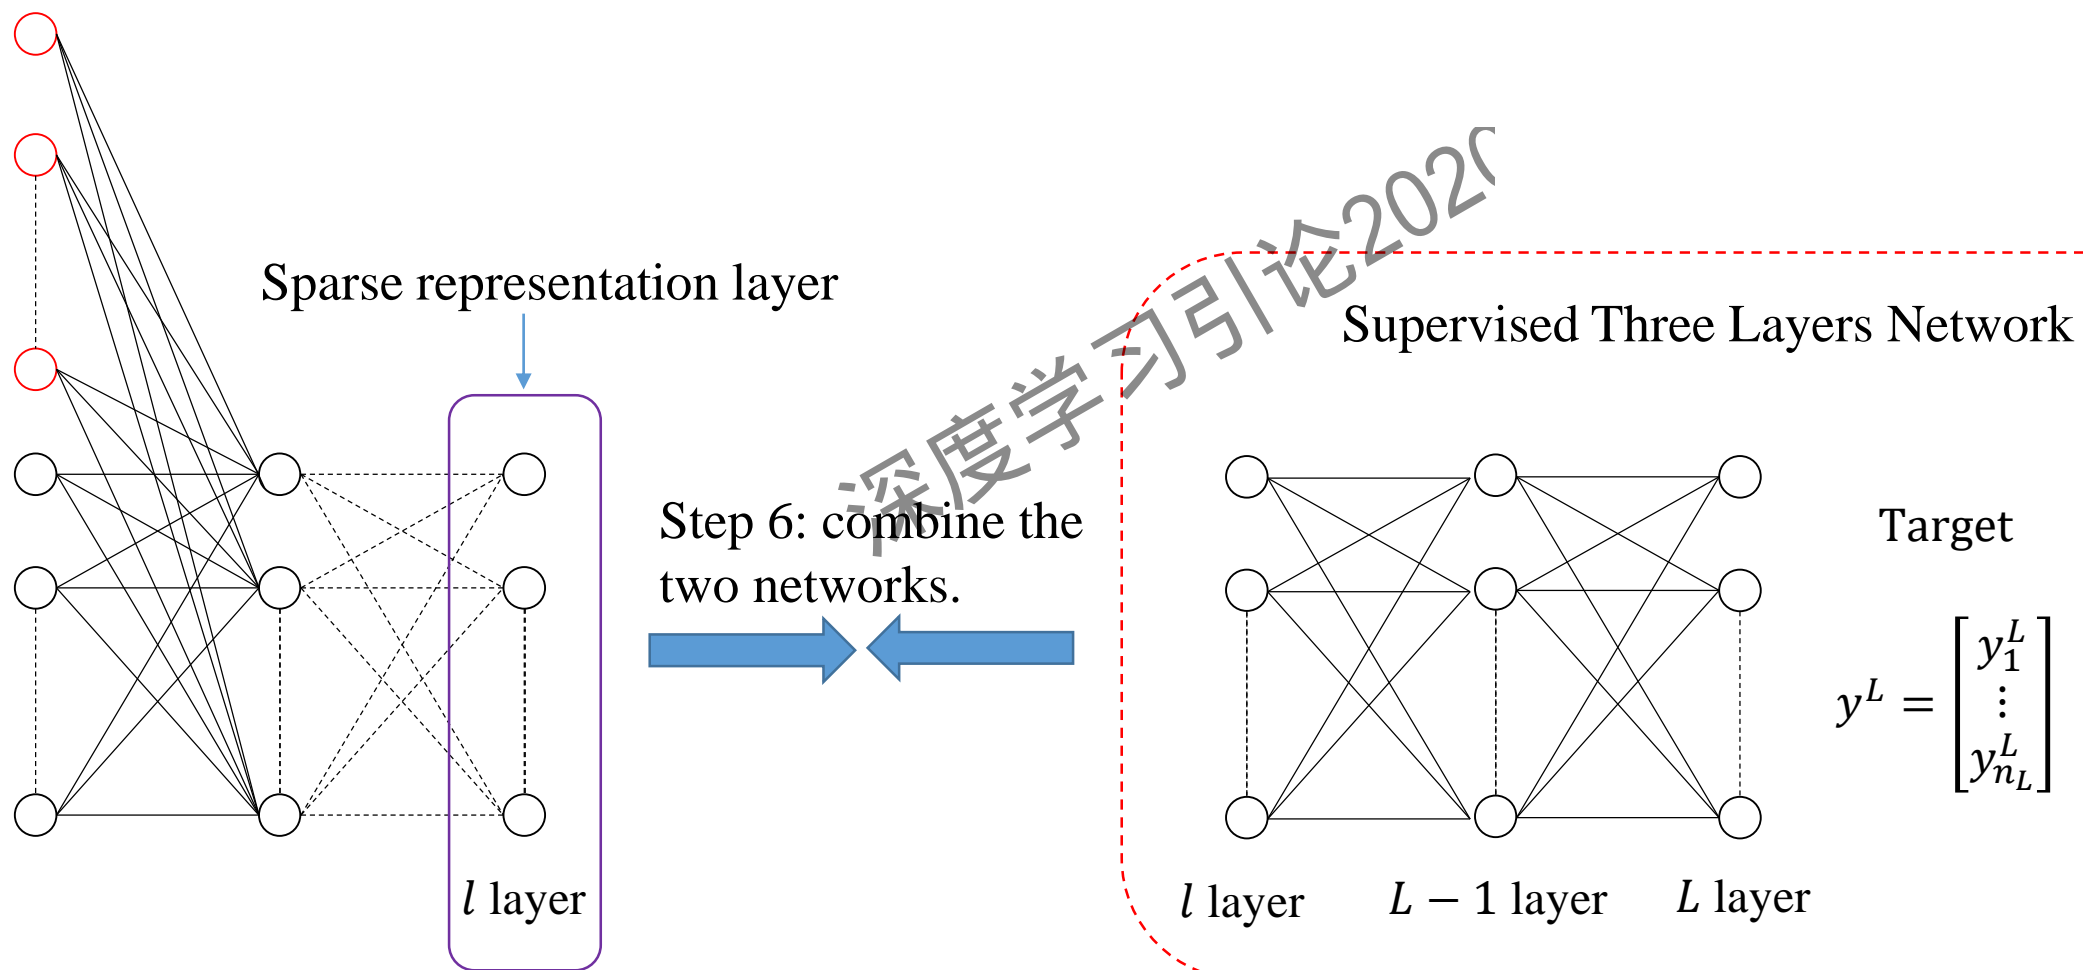 Sparse representation layer
l layer
Step 6: combine the
two networks.
深度学习引论2020
Supervised Three Layers Network
l layer
L − 1 layer
L layer
Target
y^L = [y_1^L ⋮ y_{n_L}^L]